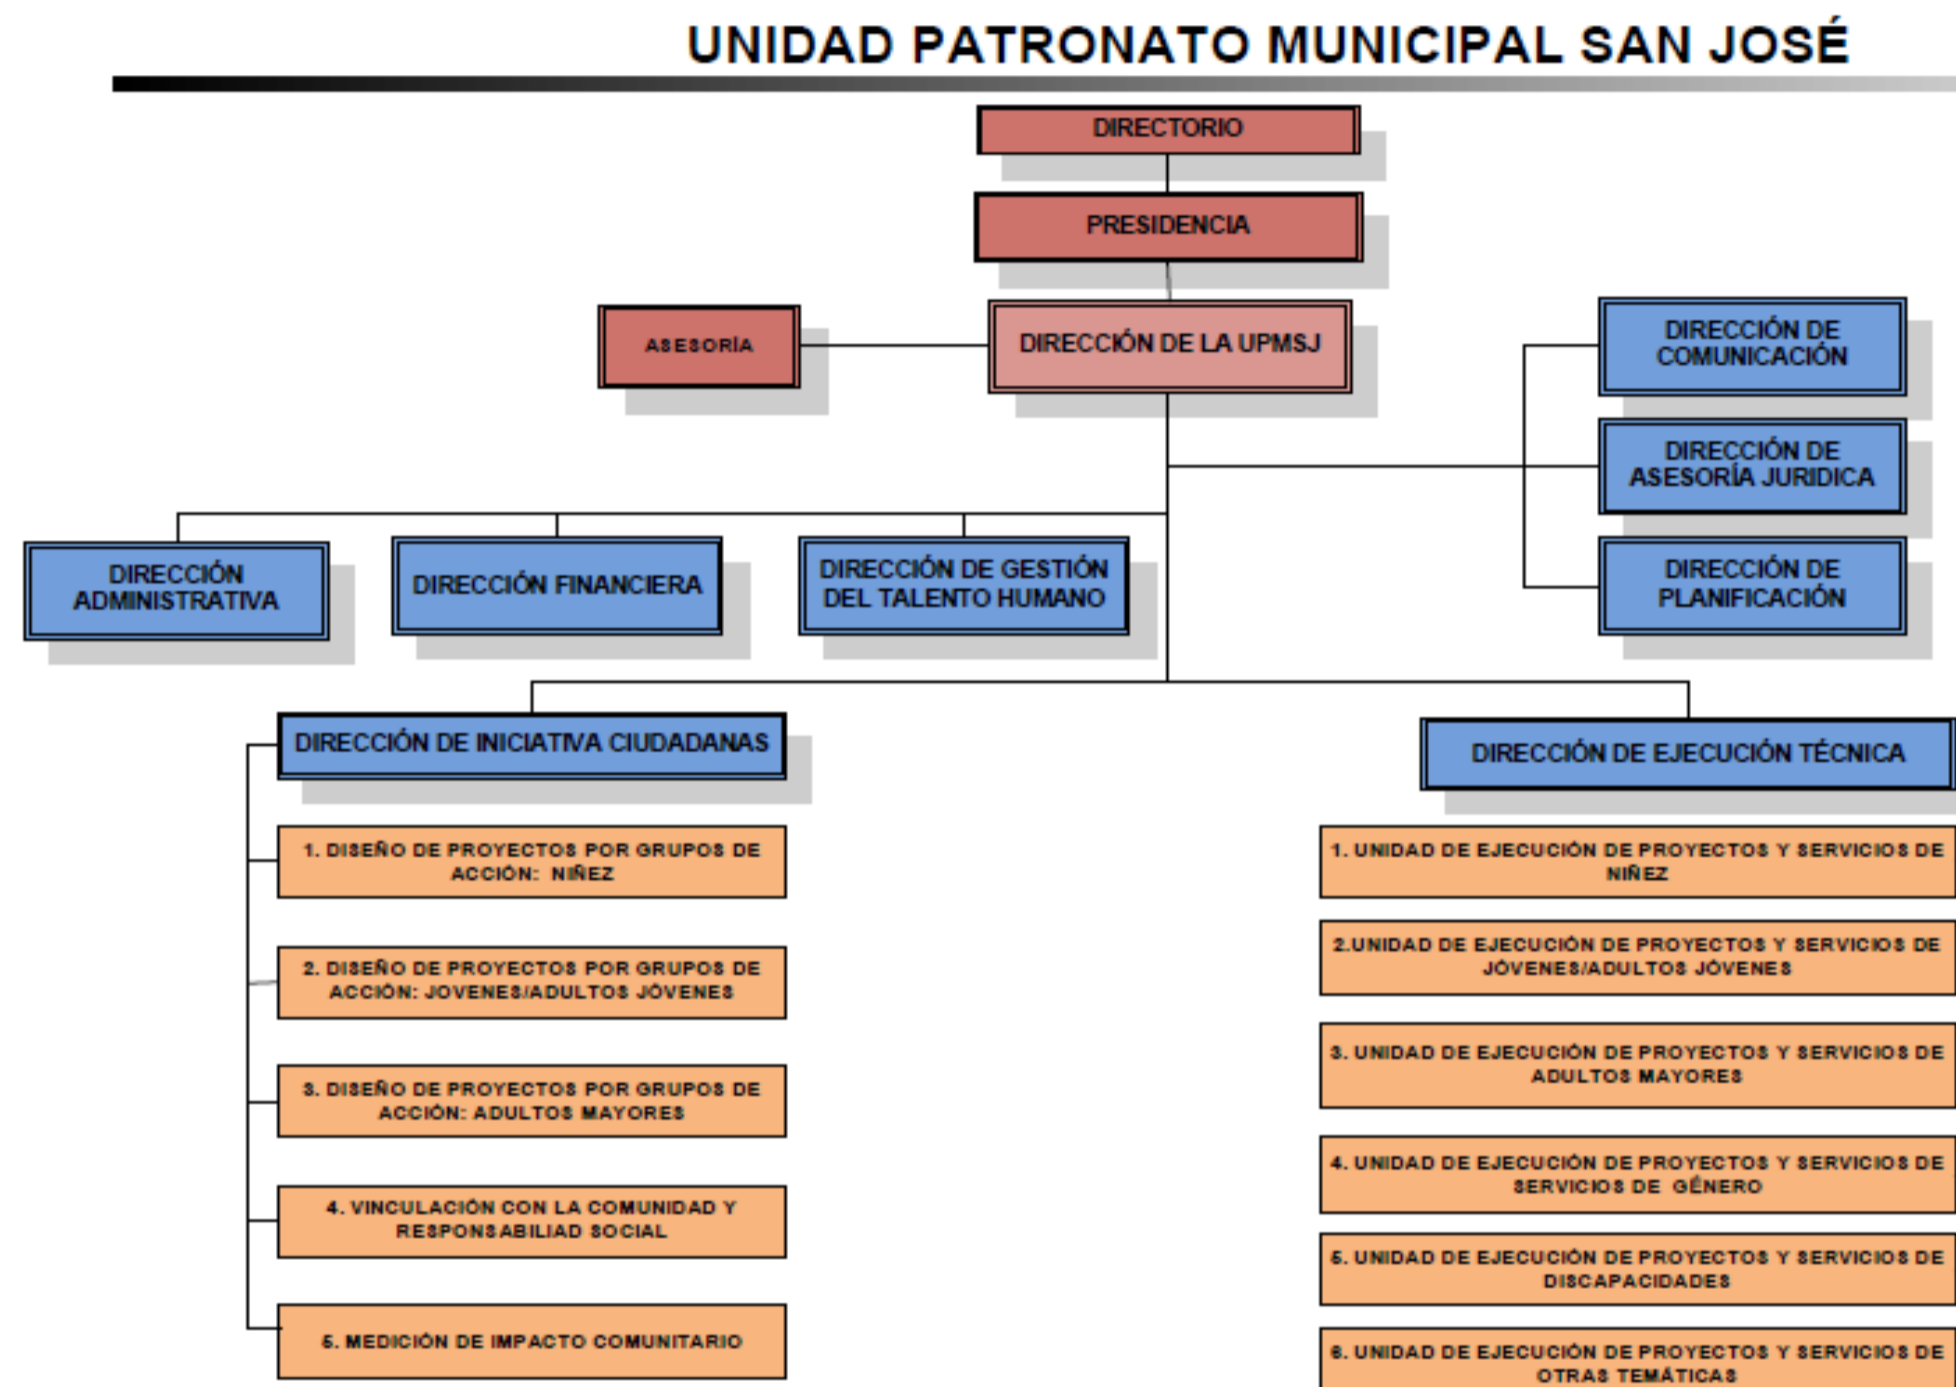 UNIDAD PATRONATO MUNICIPAL SAN JOSÉ
DIRECTORIO
PRESIDENCIA
ASESORÍA
DIRECCIÓN DE LA UPMSJ
DIRECCIÓN DE
COMUNICACIÓN
DIRECCIÓN DE
ASESORÍA JURIDICA
DIRECCIÓN DE
PLANIFICACIÓN
DIRECCIÓN
ADMINISTRATIVA
DIRECCIÓN FINANCIERA
DIRECCIÓN DE GESTIÓN
DEL TALENTO HUMANO
DIRECCIÓN DE INICIATIVA CIUDADANAS
1. DISEÑO DE PROYECTOS POR GRUPOS DE
ACCIÓN: NIÑEZ
2. DISEÑO DE PROYECTOS POR GRUPOS DE
ACCIÓN: JOVENES/ADULTOS JÓVENES
3. DISEÑO DE PROYECTOS POR GRUPOS DE
ACCIÓN: ADULTOS MAYORES
4. VINCULACIÓN CON LA COMUNIDAD Y
RESPONSABILIAD SOCIAL
5. MEDICIÓN DE IMPACTO COMUNITARIO
DIRECCIÓN DE EJECUCIÓN TÉCNICA
1. UNIDAD DE EJECUCIÓN DE PROYECTOS Y SERVICIOS DE
NIÑEZ
2.UNIDAD DE EJECUCIÓN DE PROYECTOS Y SERVICIOS DE
JÓVENES/ADULTOS JÓVENES
3. UNIDAD DE EJECUCIÓN DE PROYECTOS Y SERVICIOS DE
ADULTOS MAYORES
4. UNIDAD DE EJECUCIÓN DE PROYECTOS Y SERVICIOS DE
SERVICIOS DE GÉNERO
5. UNIDAD DE EJECUCIÓN DE PROYECTOS Y SERVICIOS DE
DISCAPACIDADES
6. UNIDAD DE EJECUCIÓN DE PROYECTOS Y SERVICIOS DE
OTRAS TEMÁTICAS